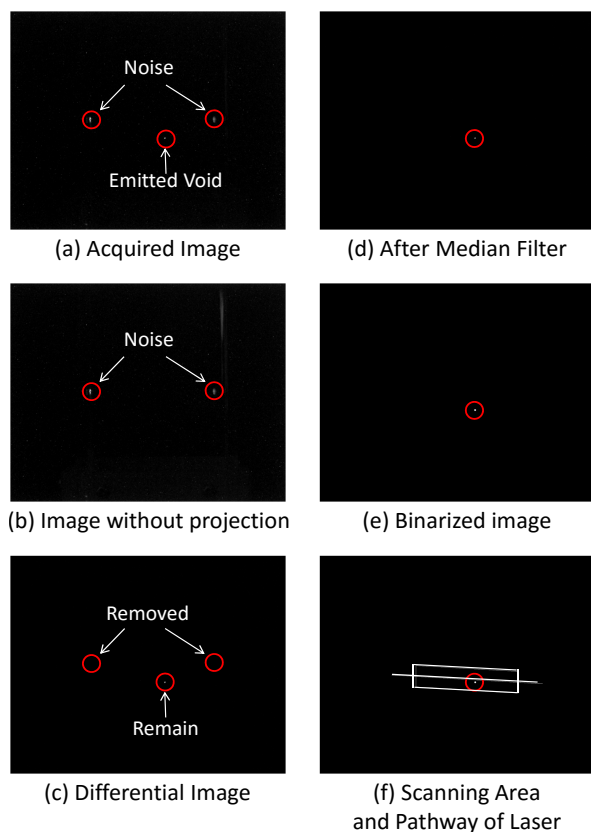 Noise
Emitted Void
(a) Acquired Image
(d) After Median Filter
Noise
(b) Image without projection
(e) Binarized image
Removed
Remain
(c) Differential Image
(f) Scanning Area
and Pathway of Laser